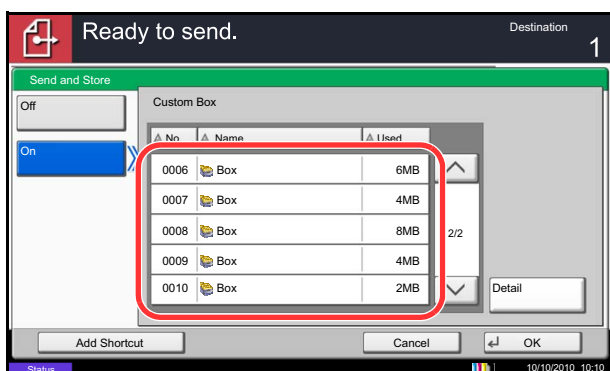 Ready to send.
Destination
1
Send and Store
Off
On
Custom Box
No. Name Used
0006 Box 6MB
0007 Box 4MB
0008 Box 8MB
0009 Box 4MB
0010 Box 2MB
2/2
Detail
Add Shortcut Cancel OK
Status 10/10/2010 10:10